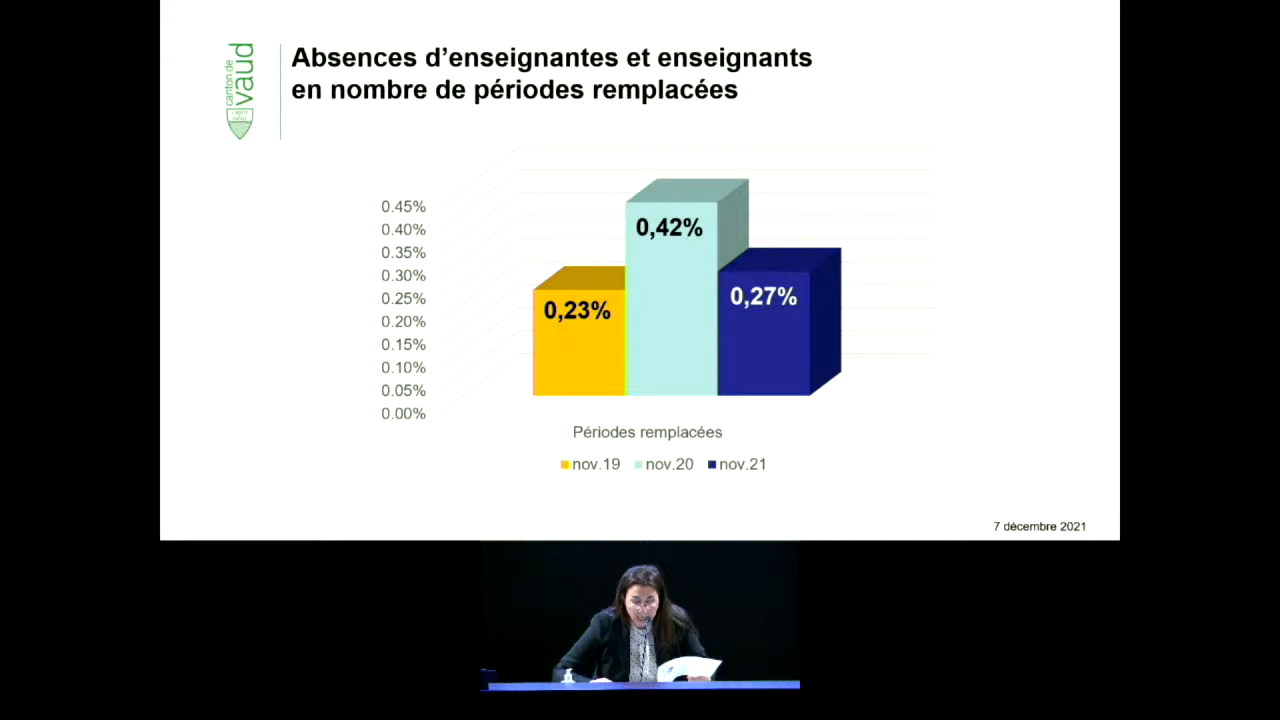 canton de
vaud
Absences d’enseignantes et enseignants
en nombre de périodes remplacées
0.45%
0.40%
0.35%
0.30%
0.25%
0.20%
0.15%
0.10%
0.05%
0.00%
0,23%
0,42%
0,27%
Périodes remplacées
nov.19 nov.20 nov.21
7 décembre 2021